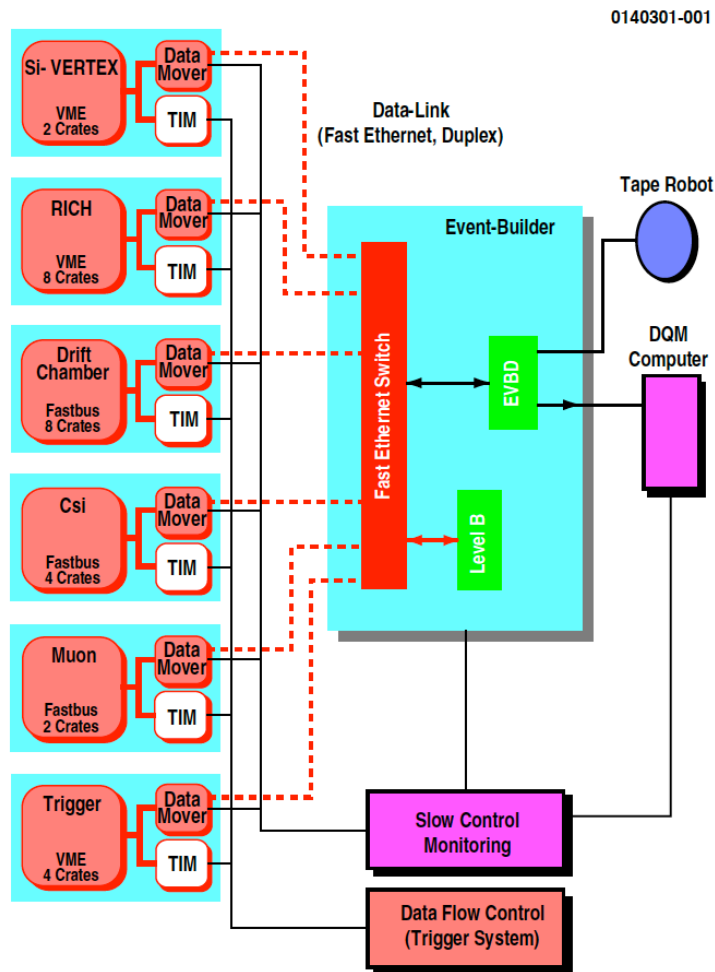 0140301-001
Si- VERTEX
VME
2 Crates
Data
Mover
TIM
RICH
VME
8 Crates
Data
Mover
TIM
Drift
Chamber
Fastbus
8 Crates
Data
Mover
TIM
Csi
Fastbus
4 Crates
Data
Mover
TIM
Muon
Fastbus
2 Crates
Data
Mover
TIM
Trigger
VME
4 Crates
Data
Mover
TIM
Data-Link
(Fast Ethernet, Duplex)
Event-Builder
Fast Ethernet Switch
EVBD
Level B
Tape Robot
DQM
Computer
Slow Control
Monitoring
Data Flow Control
(Trigger System)